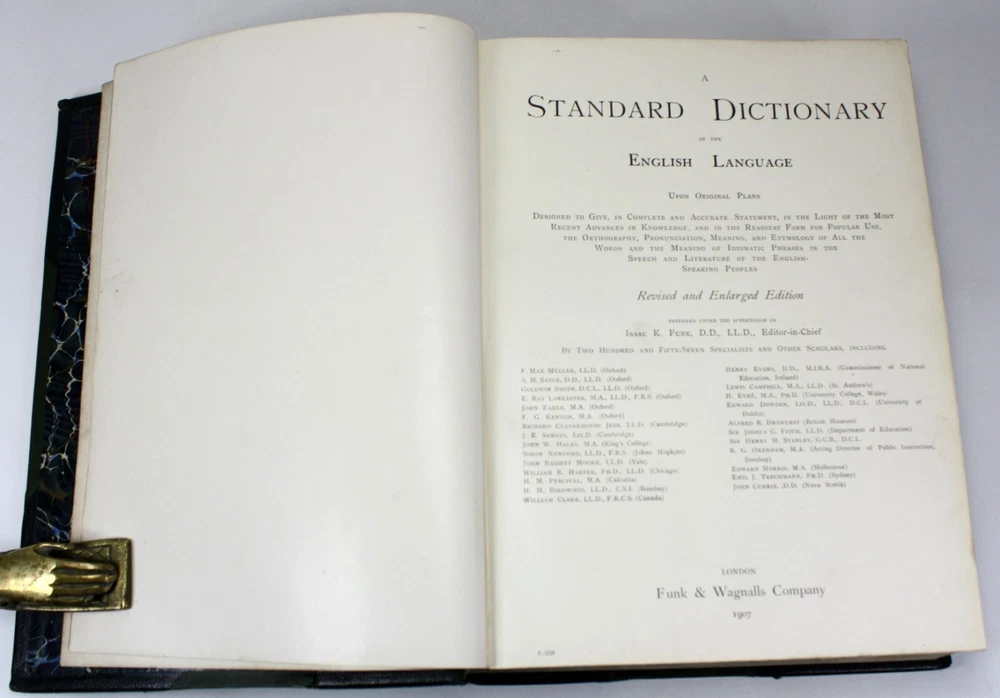 A
STANDARD DICTIONARY
OF THE
ENGLISH LANGUAGE
UPON ORIGINAL PLANS
DESIGNED TO GIVE, IN COMPLETE AND ACCURATE STATEMENT, IN THE LIGHT OF THE MOST
RECENT ADVANCES IN KNOWLEDGE, AND IN THE READIEST FORM FOR POPULAR USE,
THE ORTHOGRAPHY, PRONUNCIATION, MEANING, AND ETYMOLOGY OF ALL THE
WORDS AND THE MEANING OF IDIOMATIC PHRASES IN THE
SPEECH AND LITERATURE OF THE ENGLISH-
SPEAKING PEOPLES
Revised and Enlarged Edition
PREPARED UNDER THE SUPERVISION OF
ISAAC K. FUNK, D.D., LL.D., Editor-in-Chief
BY TWO HUNDRED AND FIFTY-SEVEN SPECIALISTS AND OTHER SCHOLARS, INCLUDING
F. MAX MÜLLER, LL.D. (Oxford)
A. H. SAYCE, D.D., LL.D. (Oxford)
GOLDWIN SMITH, D.C.L., LL.D. (Oxford)
E. RAY LANKESTER, M.A., LL.D., F.R.S. (Oxford)
JOHN EARLE, M.A. (Oxford)
F. G. KENYON, M.A. (Oxford)
RICHARD CLAVERHOUSE JEBB, LL.D. (Cambridge)
J. E. SANDYS, Lit.D. (Cambridge)
JOHN W. HALES, M.A. (King's College)
SIMON NEWCOMB, LL.D., F.R.S. (Johns Hopkins)
JOHN BASSETT MOORE, LL.D. (Yale)
WILLIAM R. HARPER, PH.D., LL.D. (Chicago)
H. M. PERCIVAL, M.A. (Calcutta)
H. M. BIRDWOOD, LL.D., C.S.I. (Bombay)
WILLIAM CLARK, LL.D., F.R.C.S. (Canada)
HENRY EVANS, D.D., M.I.R.A. (Commissioner of National
Education, Ireland)
LEWIS CAMPBELL, M.A., LL.D. (St. Andrew's)
H. EVRÉ, M.A., PH.D. (University College, Wales)
EDWARD DOWDEN, LIT.D., LL.D., D.C.L. (University of
Dublin)
ALFRED R. DRYHURST (British Museum)
SIR JOSHUA G. FITCH, LL.D. (Department of Education)
SIR HENRY M. STANLEY, G.C.B., D.C.L.
R. G. OXENHAM, M.A. (Acting Director of Public Instruction,
Bombay)
EDWARD MORRIS, M.A. (Melbourne)
EMIL J. TRECHMANN, PH.D. (Sydney)
JOHN CURRIE, .D.D. (Nova Scotia)
LONDON
Funk & Wagnalls Company
1907